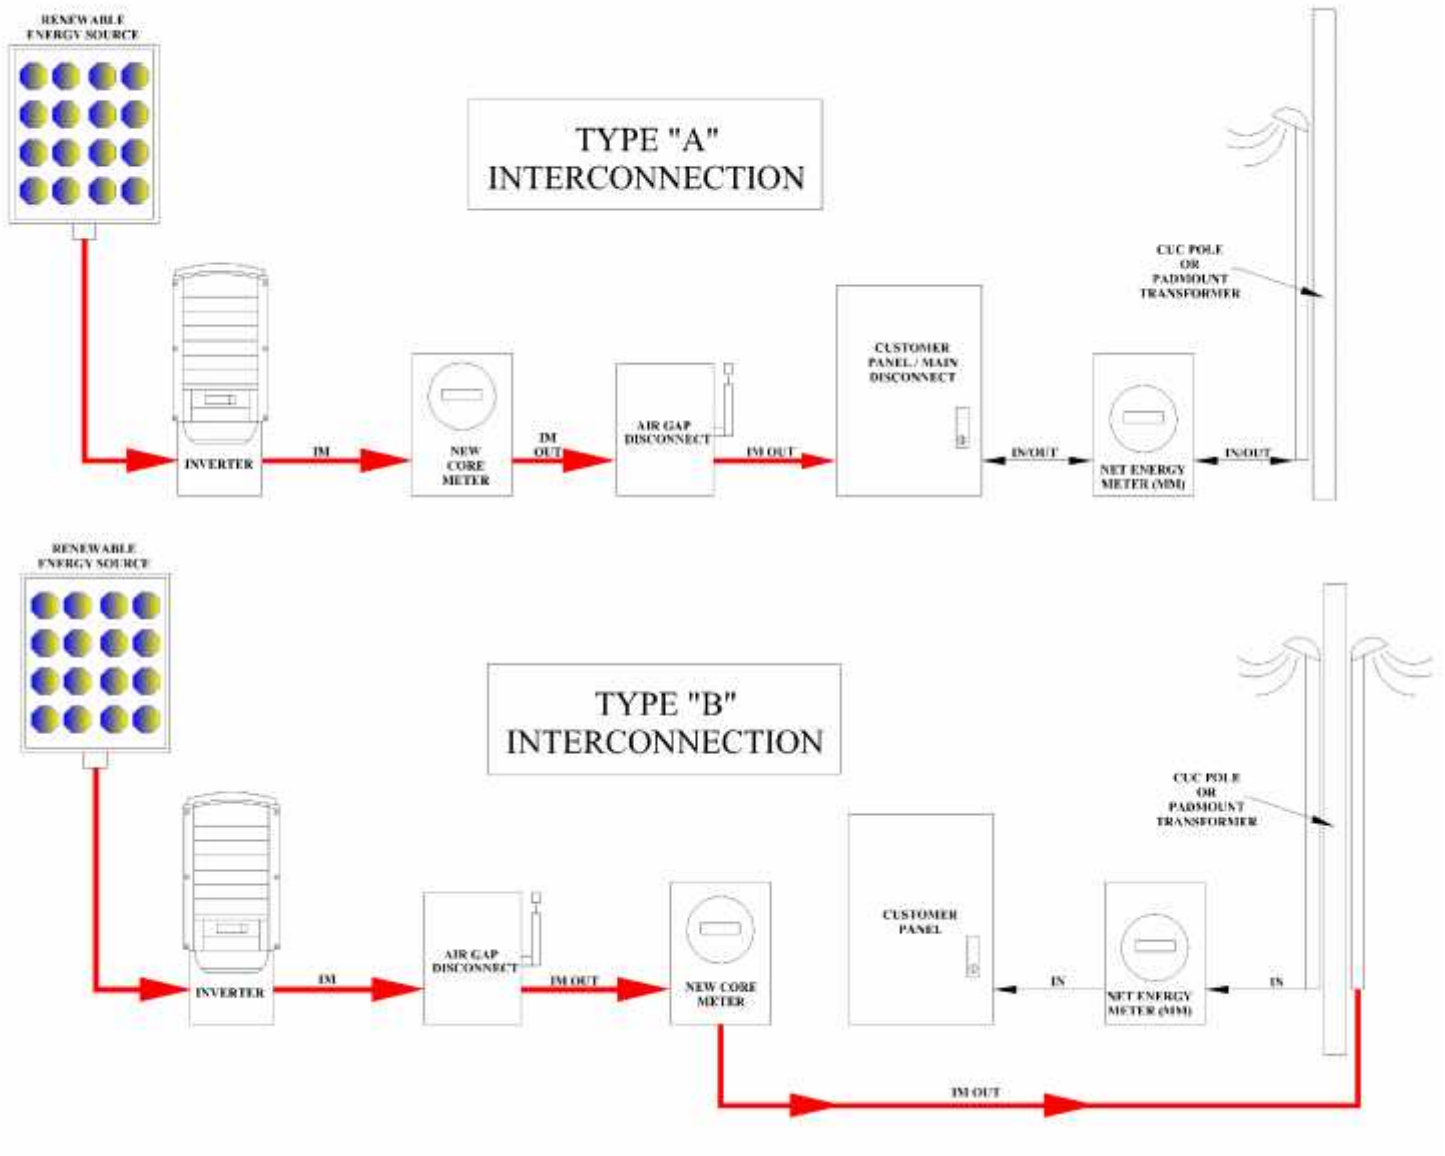 RENEWABLE
ENERGY SOURCE
TYPE "A"
INTERCONNECTION
CUC POLE
OR
PADMOUNT
TRANSFORMER
CUSTOMER
PANEL / MAIN
DISCONNECT
AIR GAP
DISCONNECT
INVERTER
IM
NEW
CORE
METER
IM
OUT
IM OUT
IN/OUT
NET ENERGY
METER (MM)
IN/OUT
RENEWABLE
ENERGY SOURCE
TYPE "B"
INTERCONNECTION
CUC POLE
OR
PADMOUNT
TRANSFORMER
CUSTOMER
PANEL
AIR GAP
DISCONNECT
INVERTER
IM
IM OUT
NEW CORE
METER
IN
NET ENERGY
METER (MM)
IN
IM OUT